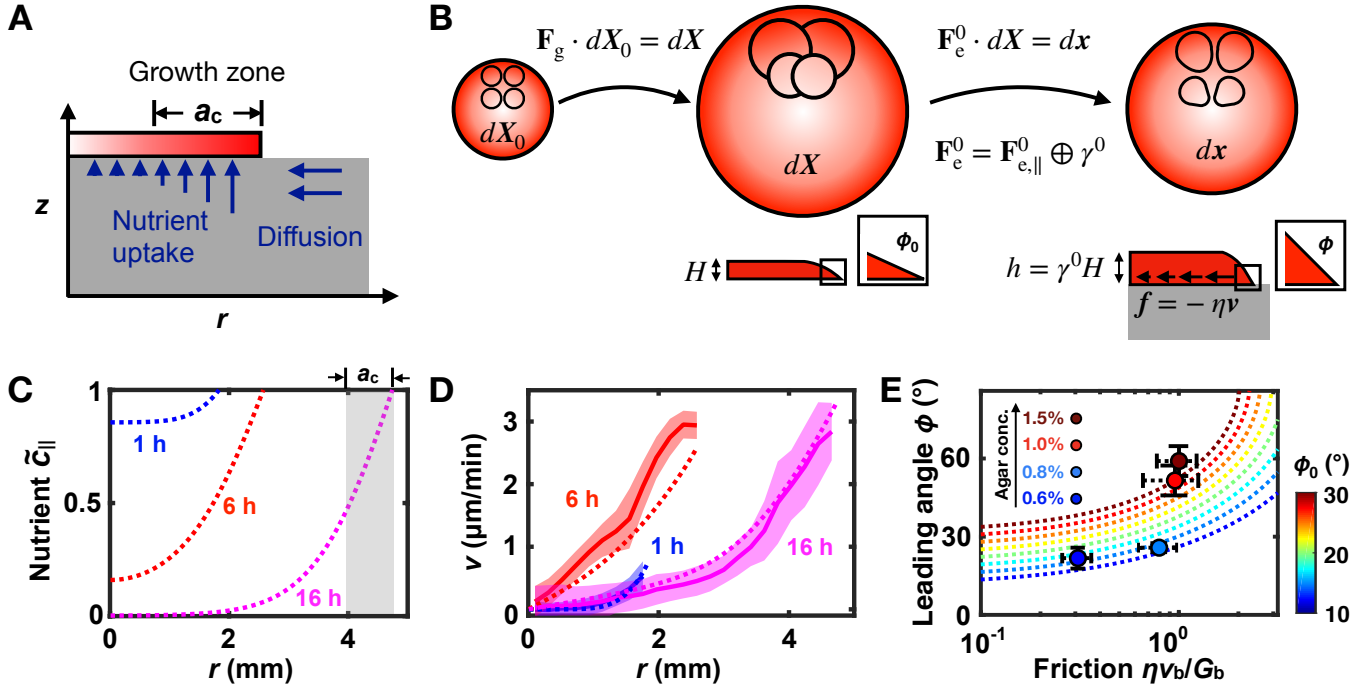 A
Growth zone
a_c
z
Nutrient
uptake
Diffusion
r
B
F_g · dX_0 = dX
F_e^0 · dX = dx
F_e^0 = F_{e,∥}^0 ⊕ γ^0
dX_0
dX
dx
H
ϕ_0
h = γ^0H
ϕ
f = − ηv
C
a_c
Nutrient c̃_∥
1
0.5
0
1 h
6 h
16 h
0 2 4
r (mm)
D
v (μm/min)
3
2
1
0
6 h
1 h
16 h
0 2 4
r (mm)
E
Leading angle ϕ (°)
60
30
0
Agar conc.
1.5%
1.0%
0.8%
0.6%
10^-1 10^0
Friction ηv_b/G_b
ϕ_0 (°)
30
20
10